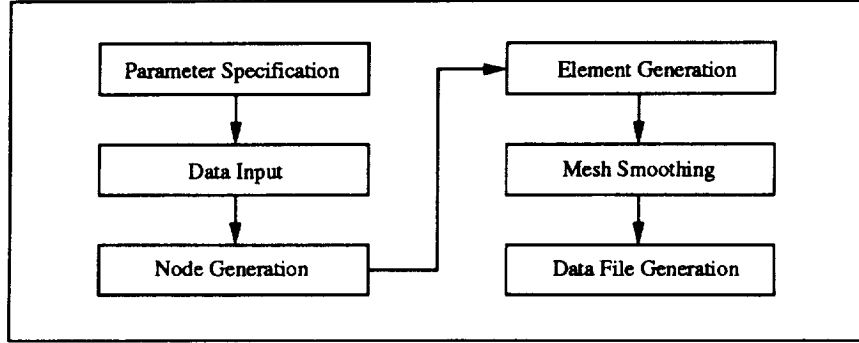 Parameter Specification
Data Input
Node Generation
Element Generation
Mesh Smoothing
Data File Generation